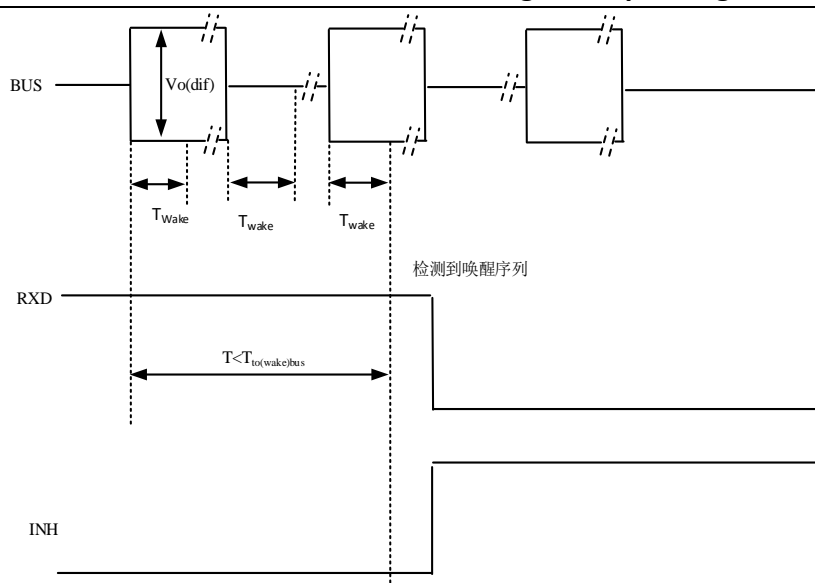 BUS
Vo(dif)
TWake
Twake
Twake
检测到唤醒序列
RXD
T<Tto(wake)bus
INH